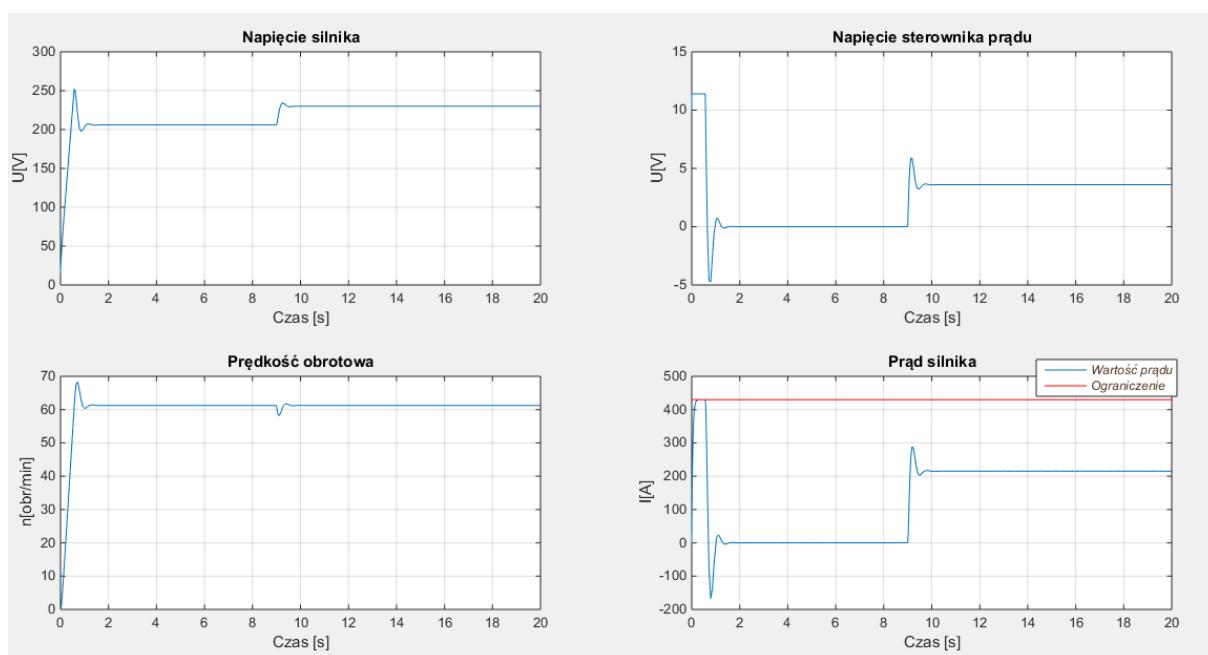 Napięcie silnika
300
250
200
150
100
50
0
U[V]
0 2 4 6 8 10 12 14 16 18 20
Czas [s]
Napięcie sterownika prądu
15
10
5
0
-5
U[V]
0 2 4 6 8 10 12 14 16 18 20
Czas [s]
Prędkość obrotowa
70
60
50
40
30
20
10
0
n[obr/min]
0 2 4 6 8 10 12 14 16 18 20
Czas [s]
Prąd silnika
Wartość prądu
Ograniczenie
500
400
300
200
100
0
-100
-200
I[A]
0 2 4 6 8 10 12 14 16 18 20
Czas [s]